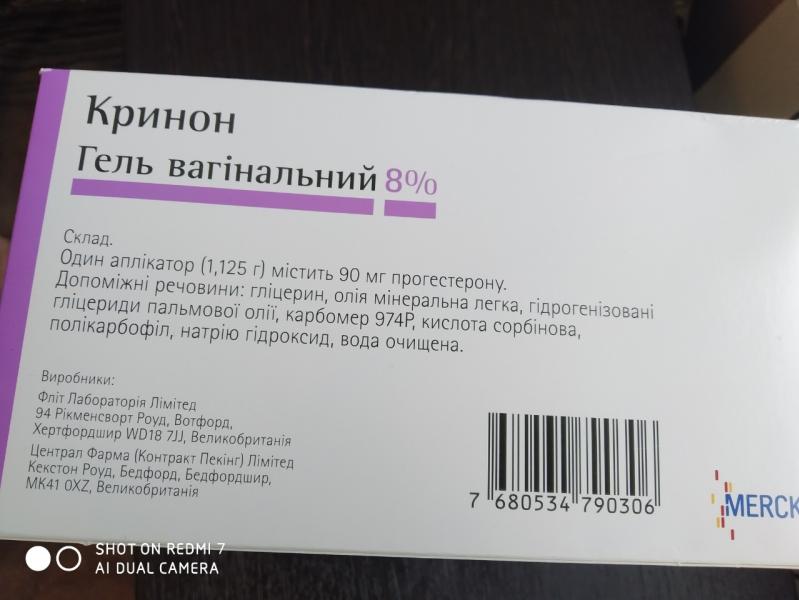 Кринон
Гель вагінальний 8%
Склад.
Один аплікатор (1,125 г) містить 90 мг прогестерону.
Допоміжні речовини: гліцерин, олія мінеральна легка, гідрогенізовані
гліцериди пальмової олії, карбомер 974Р, кислота сорбінова,
полікарбофіл, натрію гідроксид, вода очищена.
Виробники:
Фліт Лабораторія Лімітед
94 Рікменсворт Роуд, Вотфорд,
Хертфордшир WD18 7JJ, Великобританія
Централ Фарма (Контракт Пекінг) Лімітед
Кекстон Роуд, Бедфорд, Бедфордшир,
МК41 0XZ, Великобританія
7 680534 790306
MERCK
SHOT ON REDMI 7
AI DUAL CAMERA